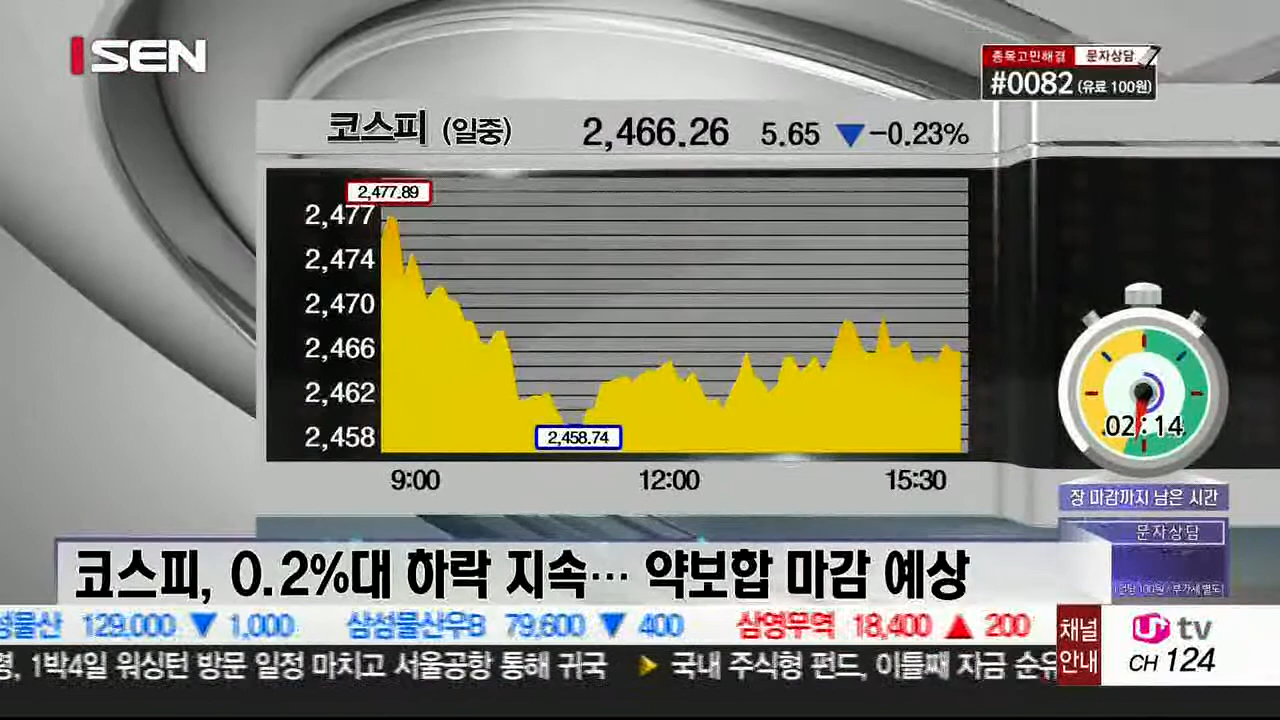 SEN
종목고민해결 문자상담
#0082 (유료 100원)
코스피 (일중) 2,466.26 5.65 ▼-0.23%
2,477.89
2,477
2,474
2,470
2,466
2,462
2,458
2,458.74
9:00 12:00 15:30
02:14
장 마감까지 남은 시간
문자상담
코스피, 0.2%대 하락 지속… 약보합 마감 예상
성물산 129,000 ▼ 1,000 삼성물산우B 79,600 ▼ 400 삼영무역 18,400 ▲ 200
령, 1박4일 워싱턴 방문 일정 마치고 서울공항 통해 귀국 ▶ 국내 주식형 펀드, 이틀째 자금 순유
채널
안내
U+ tv
CH 124